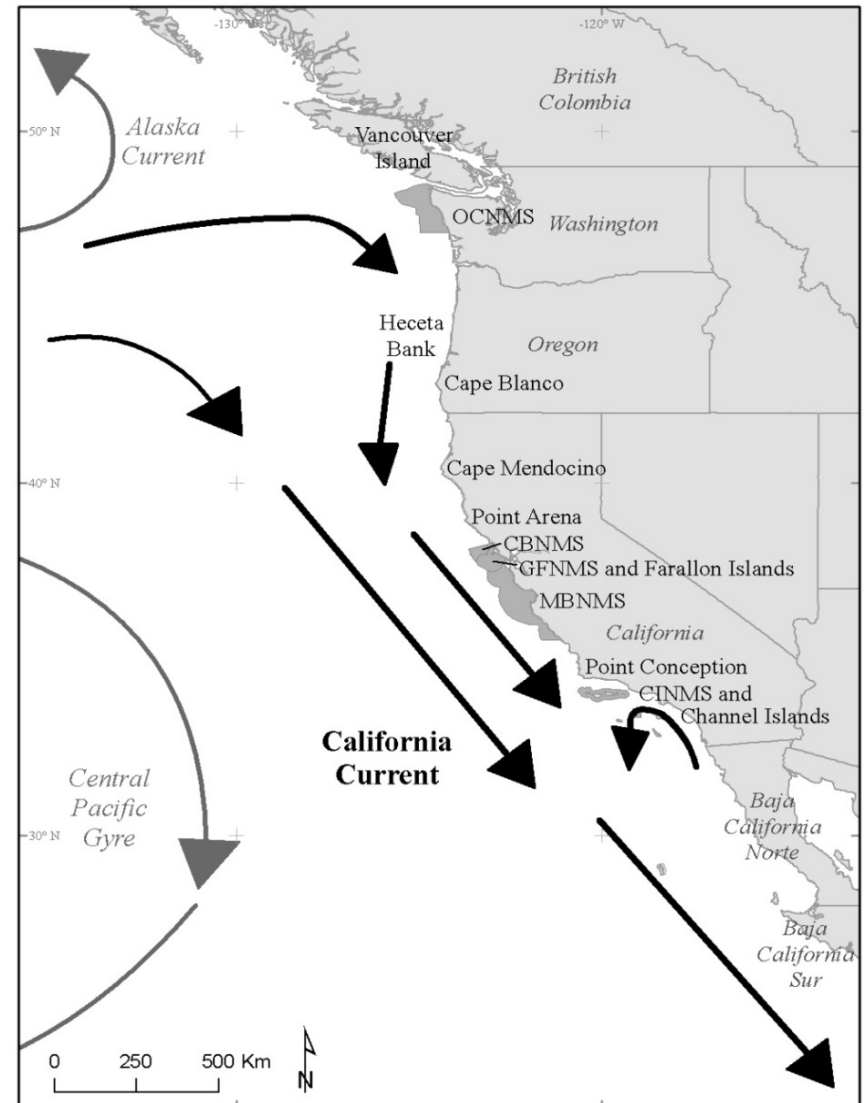 -130° W
-120° W
British
Colombia
Alaska
Current
50° N
Vancouver
Island
OCNMS
Washington
Heceta
Bank
Oregon
Cape Blanco
Cape Mendocino
40° N
Point Arena
CBNMS
GFNMS and Farallon Islands
MBNMS
California
Point Conception
CINMS and
Channel Islands
California
Current
Central
Pacific
Gyre
Baja
California
Norte
30° N
Baja
California
Sur
0 250 500 Km
N